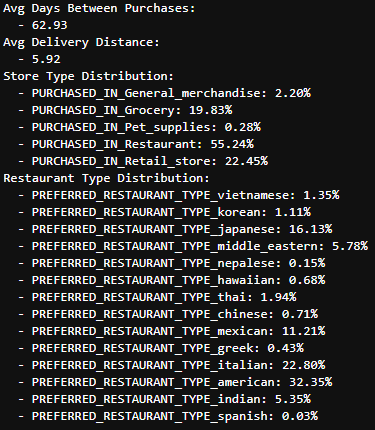 Avg Days Between Purchases:
- 62.93
Avg Delivery Distance:
- 5.92
Store Type Distribution:
- PURCHASED_IN_General_merchandise: 2.20%
- PURCHASED_IN_Grocery: 19.83%
- PURCHASED_IN_Pet_supplies: 0.28%
- PURCHASED_IN_Restaurant: 55.24%
- PURCHASED_IN_Retail_store: 22.45%
Restaurant Type Distribution:
- PREFERRED_RESTAURANT_TYPE_vietnamese: 1.35%
- PREFERRED_RESTAURANT_TYPE_korean: 1.11%
- PREFERRED_RESTAURANT_TYPE_japanese: 16.13%
- PREFERRED_RESTAURANT_TYPE_middle_eastern: 5.78%
- PREFERRED_RESTAURANT_TYPE_nepalese: 0.15%
- PREFERRED_RESTAURANT_TYPE_hawaiian: 0.68%
- PREFERRED_RESTAURANT_TYPE_thai: 1.94%
- PREFERRED_RESTAURANT_TYPE_chinese: 0.71%
- PREFERRED_RESTAURANT_TYPE_mexican: 11.21%
- PREFERRED_RESTAURANT_TYPE_greek: 0.43%
- PREFERRED_RESTAURANT_TYPE_italian: 22.80%
- PREFERRED_RESTAURANT_TYPE_american: 32.35%
- PREFERRED_RESTAURANT_TYPE_indian: 5.35%
- PREFERRED_RESTAURANT_TYPE_spanish: 0.03%